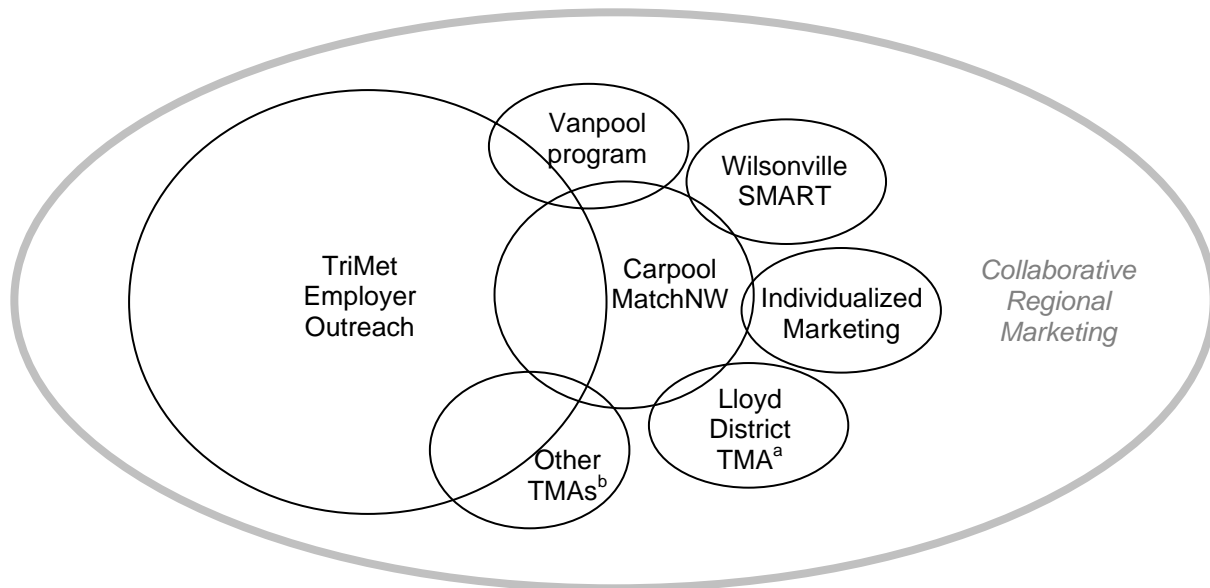 Vanpool
program
Wilsonville
SMART
TriMet
Employer
Outreach
Carpool
MatchNW
Individualized
Marketing
Collaborative
Regional
Marketing
Lloyd
District
TMAᵃ
Other
TMAsᵇ